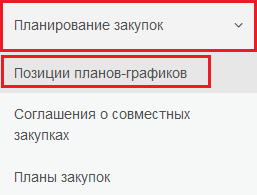 Планирование закупок
Позиции планов-графиков
Соглашения о совместных
закупках
Планы закупок